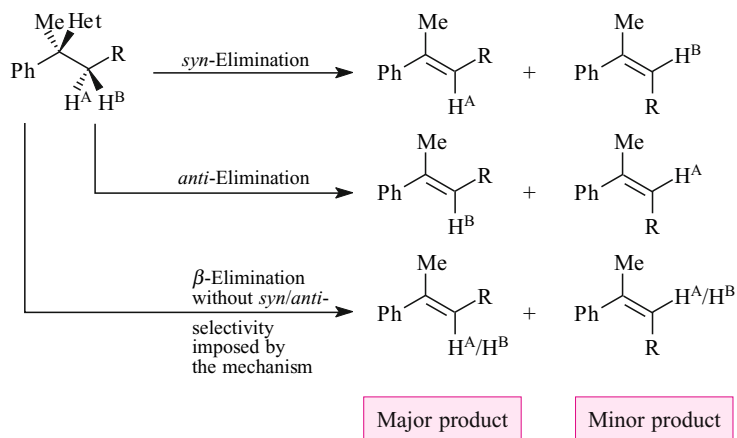 Me Het
Ph R
H^A H^B
syn-Elimination
Me
Ph R
H^A
+
Me
Ph H^B
R
anti-Elimination
Me
Ph R
H^B
+
Me
Ph H^A
R
β-Elimination
without syn/anti-
selectivity
imposed by
the mechanism
Me
Ph R
H^A/H^B
+
Me
Ph H^A/H^B
R
Major product
Minor product